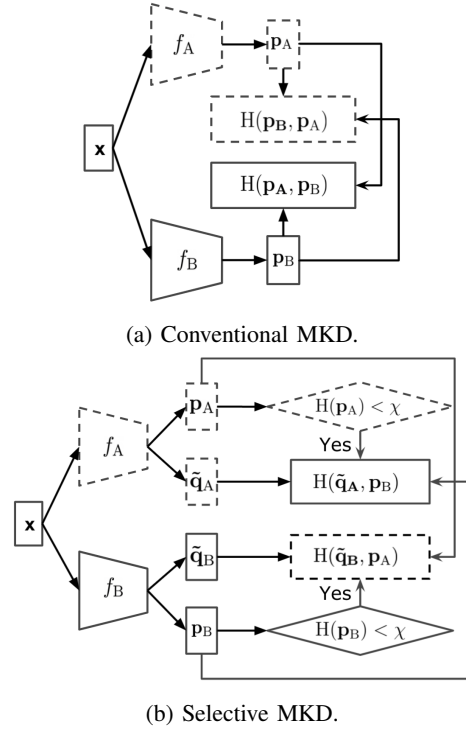 f_A
p_A
H(p_B, p_A)
x
H(p_A, p_B)
f_B
p_B
(a) Conventional MKD.
p_A
H(p_A) < χ
f_A
Yes
q̃_A
H(q̃_A, p_B)
x
q̃_B
H(q̃_B, p_A)
f_B
Yes
p_B
H(p_B) < χ
(b) Selective MKD.